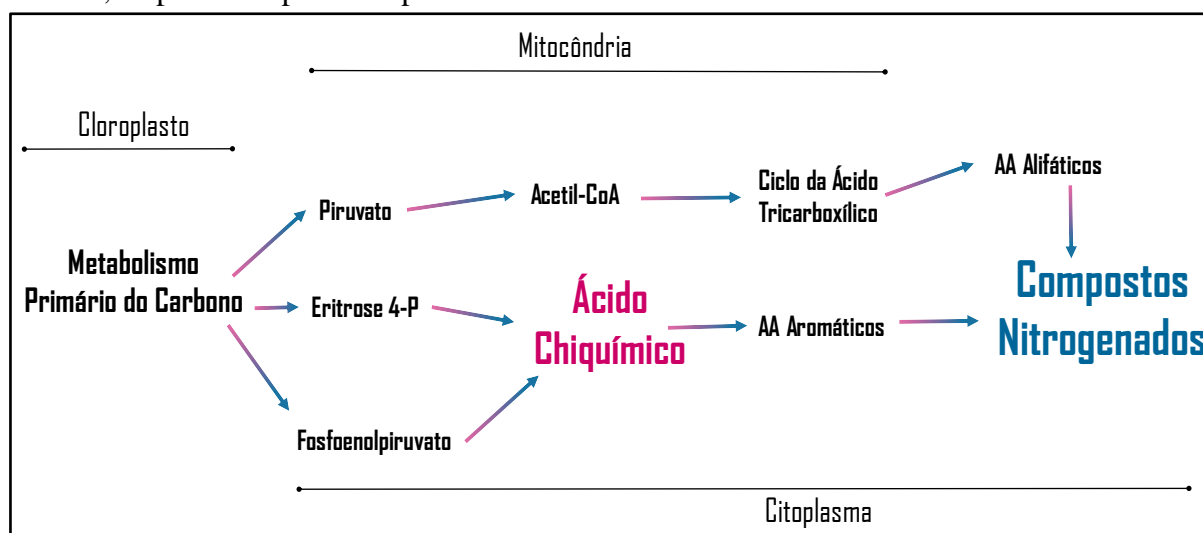 Mitocôndria
Cloroplasto
AA Alifáticos
Ciclo da Ácido
Tricarboxílico
Acetil-CoA
Piruvato
Metabolismo
Primário do Carbono
Eritrose 4-P
Ácido
Chiquímico
AA Aromáticos
Compostos
Nitrogenados
Fosfoenolpiruvato
Citoplasma